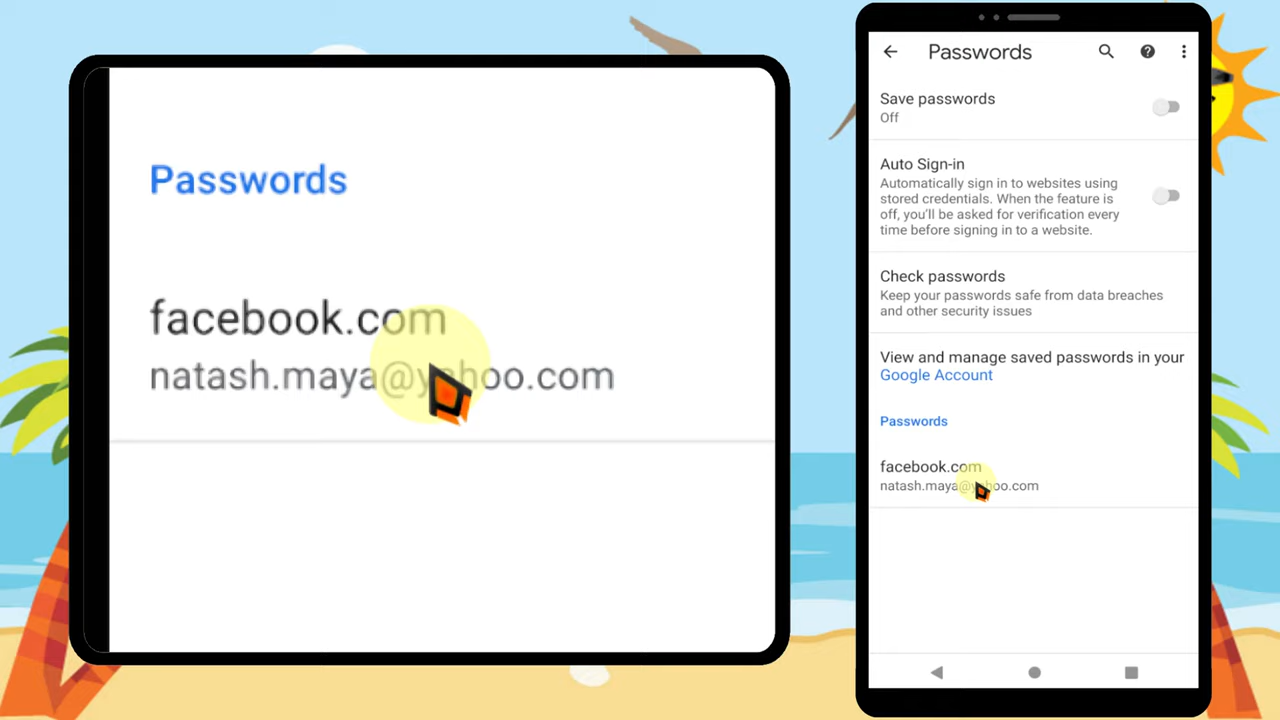 Passwords
facebook.com
natash.maya@yahoo.com
Passwords
Save passwords
Off
Auto Sign-in
Automatically sign in to websites using
stored credentials. When the feature is
off, you'll be asked for verification every
time before signing in to a website.
Check passwords
Keep your passwords safe from data breaches
and other security issues
View and manage saved passwords in your
Google Account
Passwords
facebook.com
natash.maya@yahoo.com